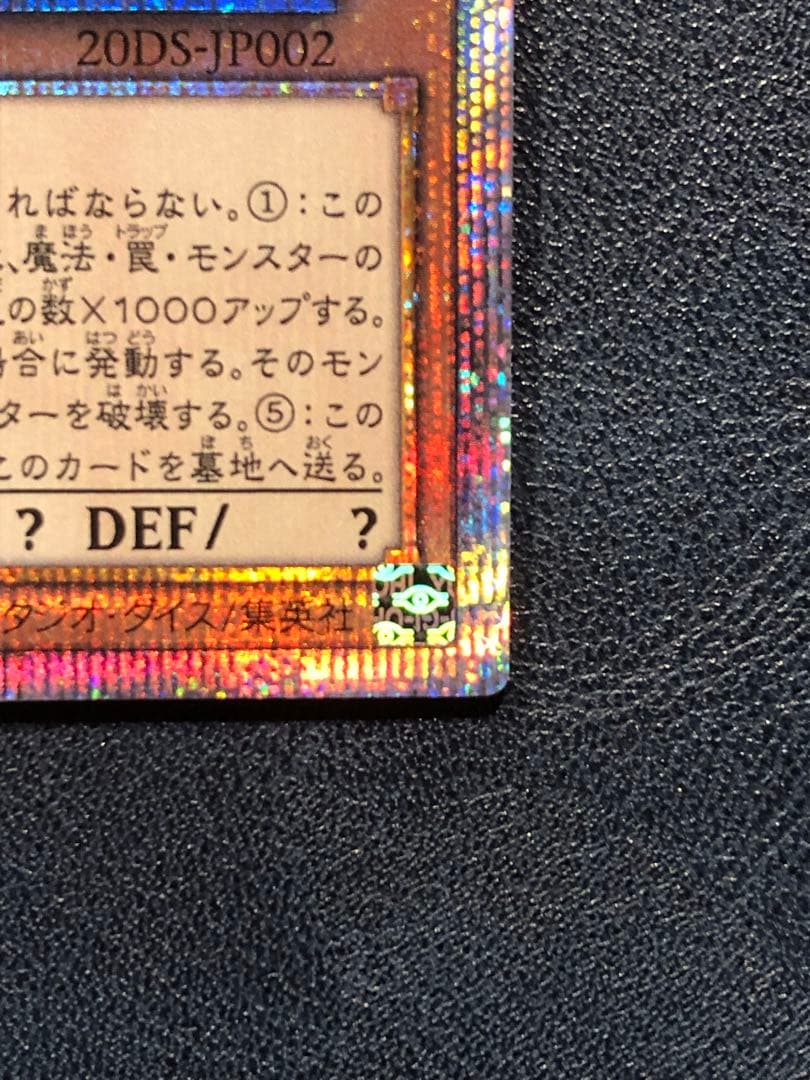 20DS-JP002
ればならない。①：この
、魔法・罠・モンスターの
の数×1000アップする。
合に発動する。そのモン
ターを破壊する。⑤：この
このカードを墓地へ送る。
? DEF/ ?
タジオ・ダイス/集英社